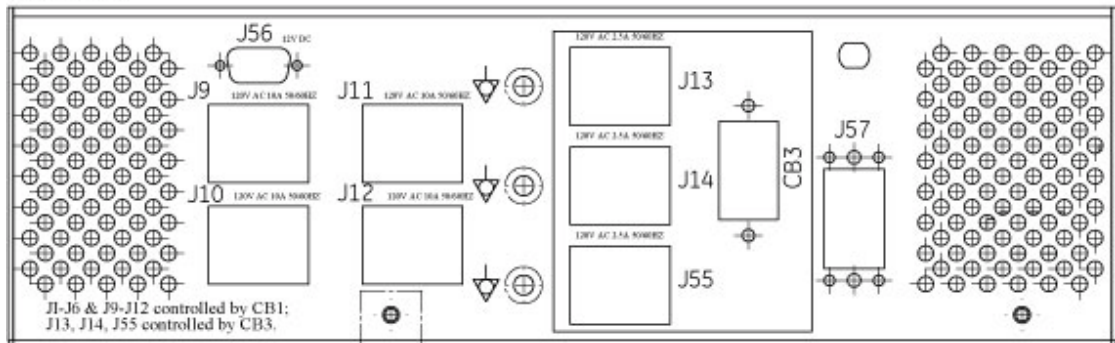 J56 12V DC
J9 120V AC 10A 50/60HZ
J11 120V AC 10A 50/60HZ
J10 120V AC 10A 50/60HZ
J12 120V AC 10A 50/60HZ
120V AC 2.5A 50/60HZ
J13
120V AC 2.5A 50/60HZ
J14
120V AC 2.5A 50/60HZ
J55
CB3
J57
J1-J6 & J9-J12 controlled by CB1;
J13, J14, J55 controlled by CB3.